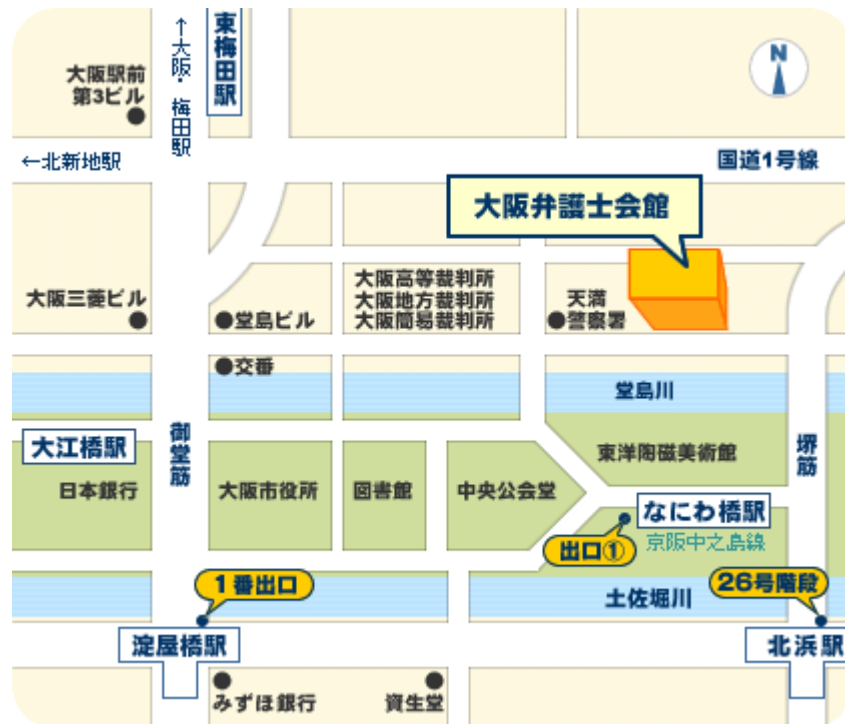 ↑大阪・梅田駅
東梅田駅
N
大阪駅前
第3ビル
←北新地駅
国道1号線
大阪弁護士会館
大阪三菱ビル
堂島ビル
大阪高等裁判所
大阪地方裁判所
大阪簡易裁判所
天満
警察署
交番
堂島川
御堂筋
堺筋
大江橋駅
東洋陶磁美術館
日本銀行
大阪市役所
図書館
中央公会堂
なにわ橋駅
出口①
京阪中之島線
1番出口
土佐堀川
26号階段
淀屋橋駅
北浜駅
みずほ銀行
資生堂